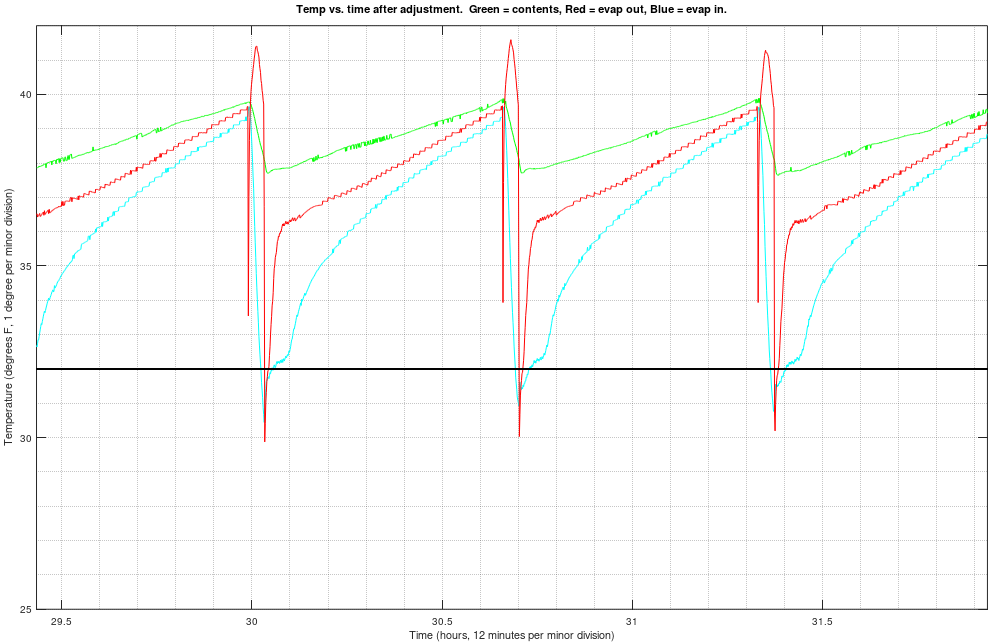 Temp vs. time after adjustment.  Green = contents, Red = evap out, Blue = evap in.
Temperature (degrees F, 1 degree per minor division)
40
35
30
25
29.5 30 30.5 31 31.5
Time (hours, 12 minutes per minor division)